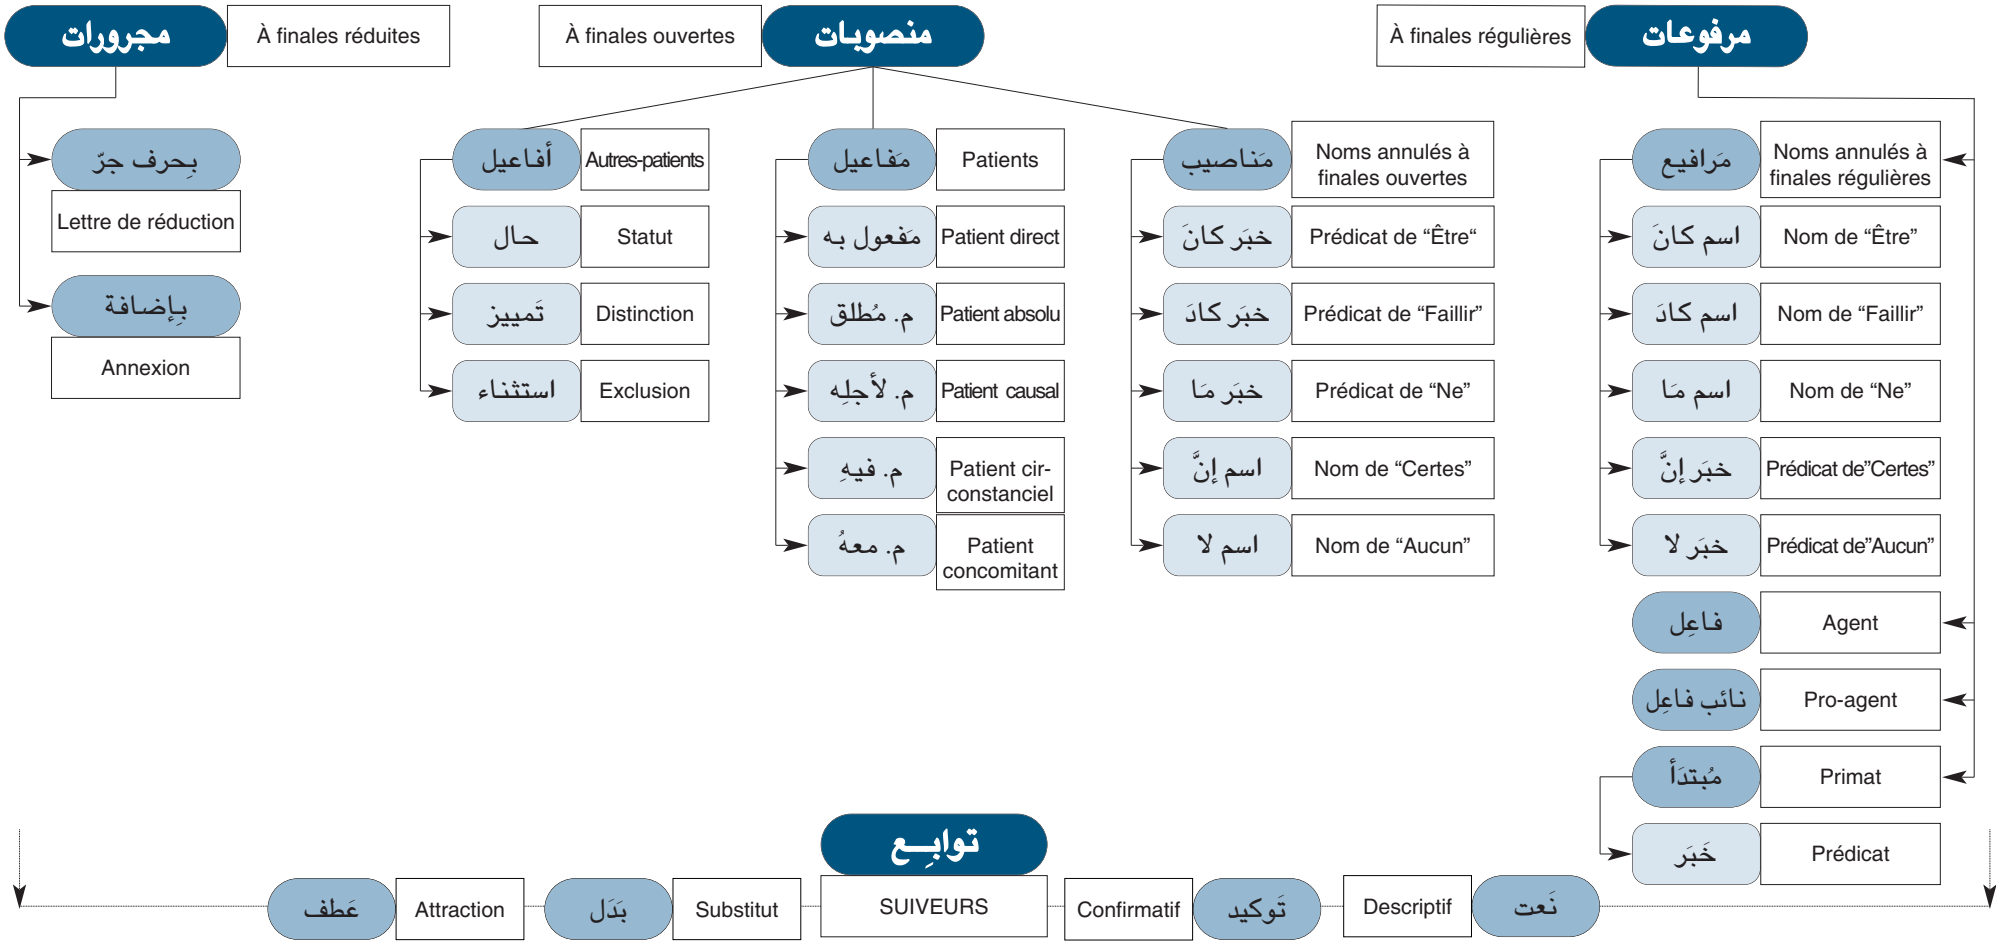 مجرورات
À finales réduites
À finales ouvertes
منصوبات
À finales régulières
مرفوعات
بِحرف جرّ
Lettre de réduction
بِإضافة
Annexion
أفاعيل
Autres-patients
حال
Statut
تَمييز
Distinction
استثناء
Exclusion
مَفاعيل
Patients
مَفعول به
Patient direct
م. مُطلق
Patient absolu
م. لأجلِه
Patient causal
م. فيهِ
Patient cir-
constanciel
م. معهُ
Patient
concomitant
مَناصيب
Noms annulés à
finales ouvertes
خبَر كانَ
Prédicat de “Être“
خبَر كادَ
Prédicat de “Faillir”
خبَر مَا
Prédicat de “Ne”
اسم إنَّ
Nom de “Certes”
اسم لا
Nom de “Aucun”
مَرافيع
Noms annulés à
finales régulières
اسم كانَ
Nom de “Être”
اسم كادَ
Nom de “Faillir”
اسم مَا
Nom de “Ne”
خبَر إنَّ
Prédicat de”Certes”
خبَر لا
Prédicat de”Aucun”
فاعِل
Agent
نائب فاعِل
Pro-agent
مُبتدَأ
Primat
خَبَر
Prédicat
توابِع
SUIVEURS
عَطف
Attraction
بَدَل
Substitut
Confirmatif
تَوكيد
Descriptif
نَعت